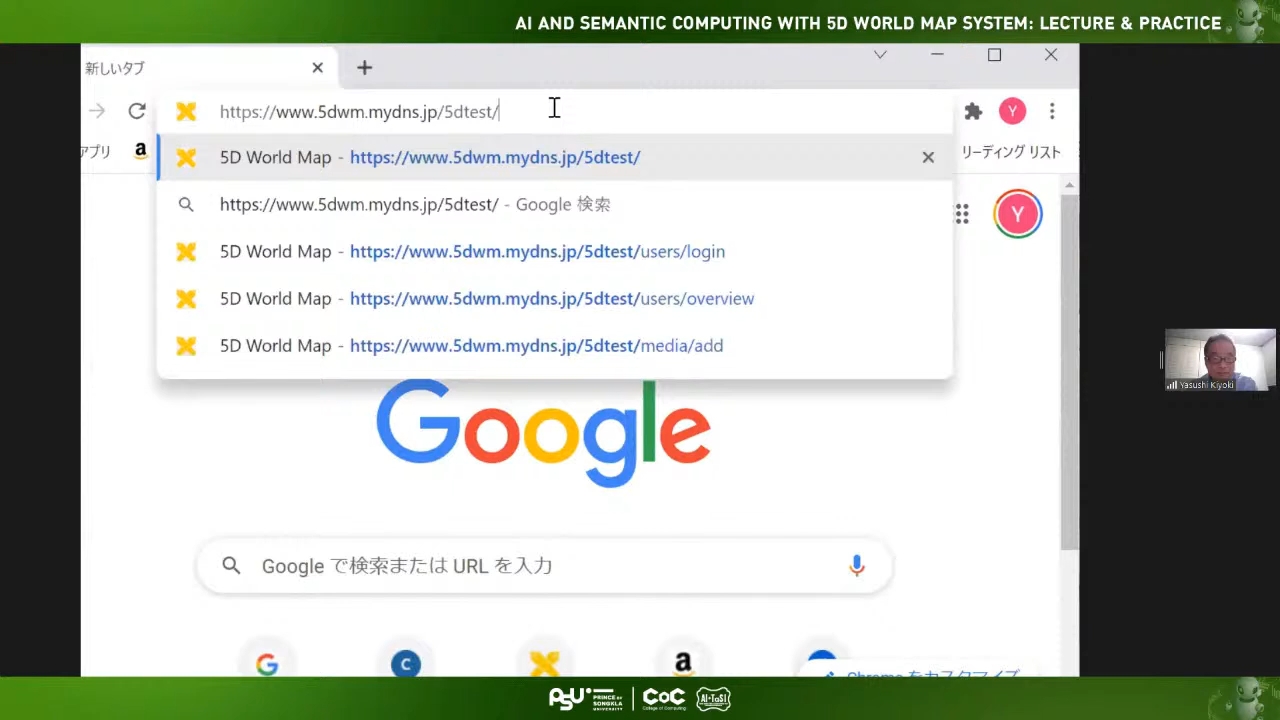 AI AND SEMANTIC COMPUTING WITH 5D WORLD MAP SYSTEM: LECTURE & PRACTICE
新しいタブ
https://www.5dwm.mydns.jp/5dtest/
Y
アプリ
a
リーディング リスト
5D World Map - https://www.5dwm.mydns.jp/5dtest/
https://www.5dwm.mydns.jp/5dtest/ - Google 検索
Y
5D World Map - https://www.5dwm.mydns.jp/5dtest/users/login
5D World Map - https://www.5dwm.mydns.jp/5dtest/users/overview
5D World Map - https://www.5dwm.mydns.jp/5dtest/media/add
Yasushi Kiyoki
Google
Google で検索または URL を入力
G
C
a
Chrome をカスタマイズ
PSU PRINCE OF SONGKLA UNIVERSITY
CoC College of Computing
AI-TaSI